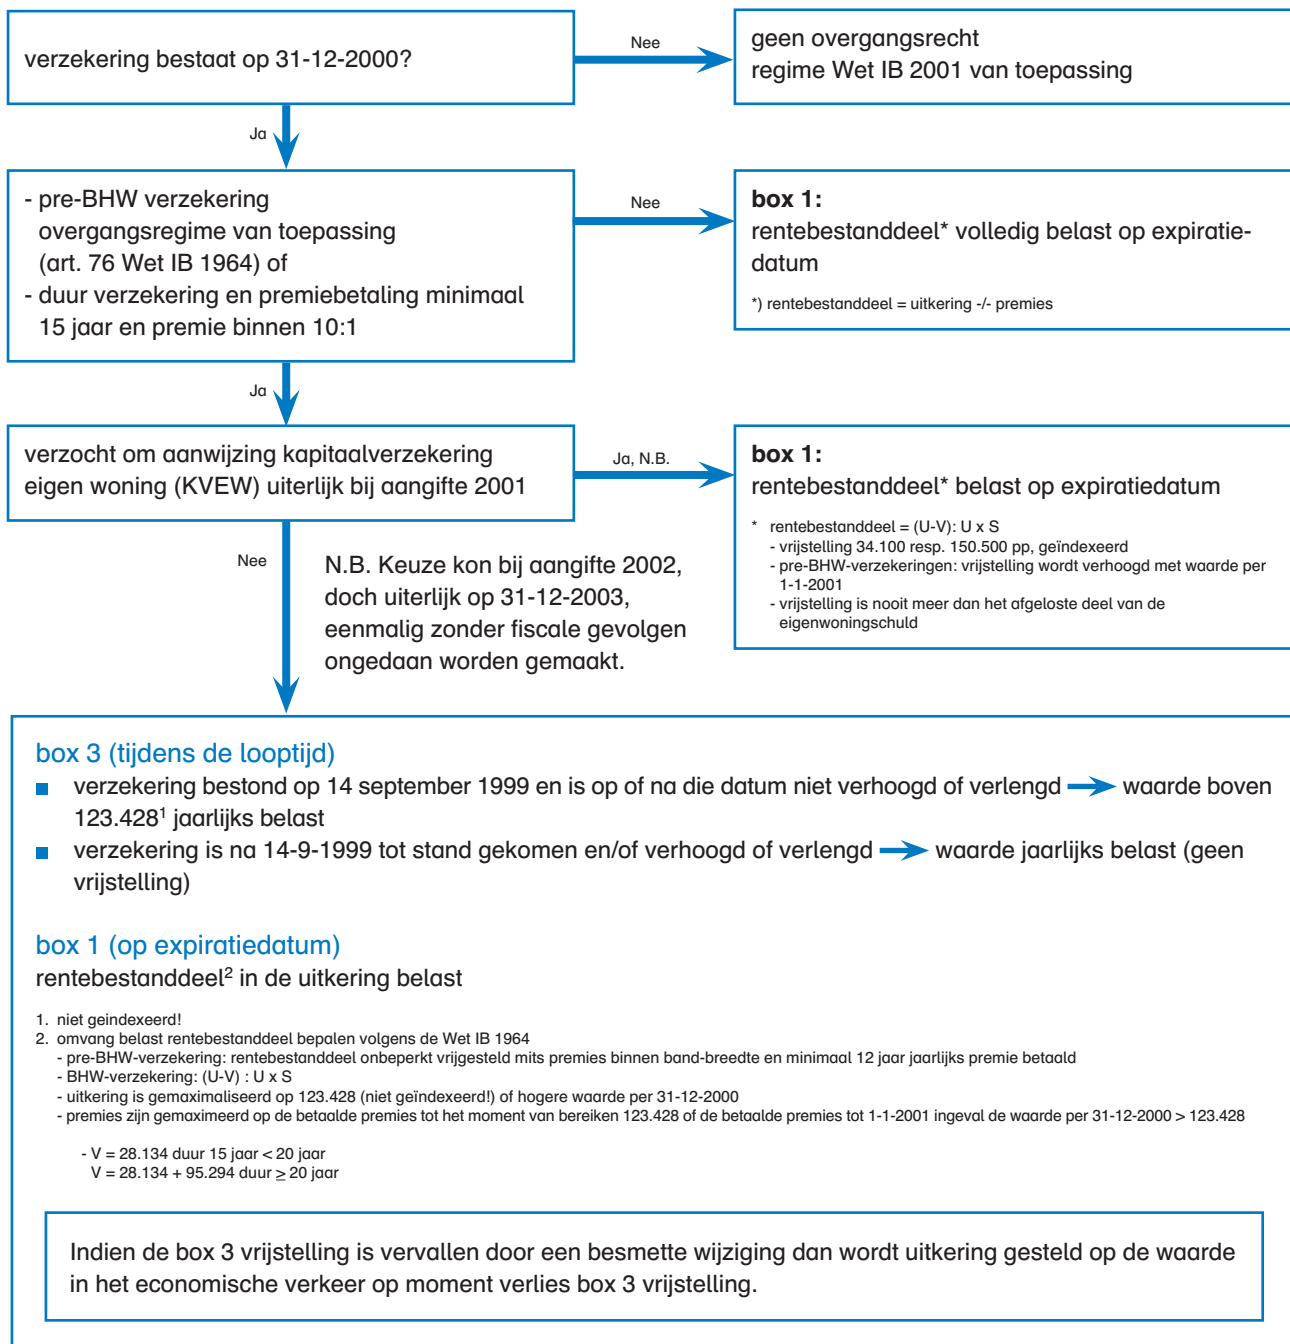 verzekering bestaat op 31-12-2000?
Nee
geen overgangsrecht
regime Wet IB 2001 van toepassing
Ja
- pre-BHW verzekering
overgangsregime van toepassing
(art. 76 Wet IB 1964) of
- duur verzekering en premiebetaling minimaal
15 jaar en premie binnen 10:1
Nee
box 1:
rentebestanddeel* volledig belast op expiratie-
datum
*) rentebestanddeel = uitkering -/- premies
Ja
verzocht om aanwijzing kapitaalverzekering
eigen woning (KVEW) uiterlijk bij aangifte 2001
Ja, N.B.
box 1:
rentebestanddeel* belast op expiratiedatum
* rentebestanddeel = (U-V): U x S
- vrijstelling 34.100 resp. 150.500 pp, geïndexeerd
- pre-BHW-verzekeringen: vrijstelling wordt verhoogd met waarde per
1-1-2001
- vrijstelling is nooit meer dan het afgeloste deel van de
eigenwoningschuld
Nee
N.B. Keuze kon bij aangifte 2002,
doch uiterlijk op 31-12-2003,
eenmalig zonder fiscale gevolgen
ongedaan worden gemaakt.
box 3 (tijdens de looptijd)
■ verzekering bestond op 14 september 1999 en is op of na die datum niet verhoogd of verlengd → waarde boven
123.428¹ jaarlijks belast
■ verzekering is na 14-9-1999 tot stand gekomen en/of verhoogd of verlengd → waarde jaarlijks belast (geen
vrijstelling)
box 1 (op expiratiedatum)
rentebestanddeel² in de uitkering belast
1. niet geindexeerd!
2. omvang belast rentebestanddeel bepalen volgens de Wet IB 1964
- pre-BHW-verzekering: rentebestanddeel onbeperkt vrijgesteld mits premies binnen band-breedte en minimaal 12 jaar jaarlijks premie betaald
- BHW-verzekering: (U-V) : U x S
- uitkering is gemaximaliseerd op 123.428 (niet geïndexeerd!) of hogere waarde per 31-12-2000
- premies zijn gemaximeerd op de betaalde premies tot het moment van bereiken 123.428 of de betaalde premies tot 1-1-2001 ingeval de waarde per 31-12-2000 > 123.428
- V = 28.134 duur 15 jaar < 20 jaar
V = 28.134 + 95.294 duur ≥ 20 jaar
Indien de box 3 vrijstelling is vervallen door een besmette wijziging dan wordt uitkering gesteld op de waarde
in het economische verkeer op moment verlies box 3 vrijstelling.